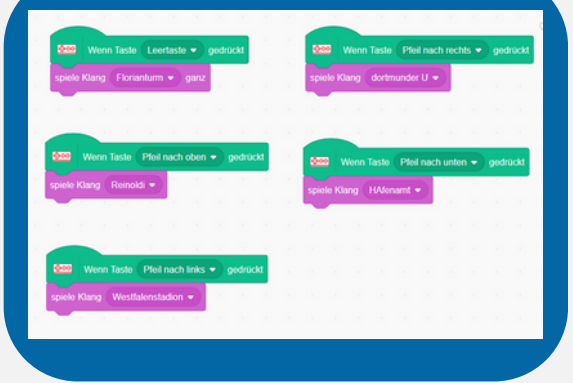 Wenn Taste Leertaste gedrückt
spiele Klang Florianturm ganz
Wenn Taste Pfeil nach rechts gedrückt
spiele Klang dortmunder U
Wenn Taste Pfeil nach oben gedrückt
spiele Klang Reinoldi
Wenn Taste Pfeil nach unten gedrückt
spiele Klang HAfenamt
Wenn Taste Pfeil nach links gedrückt
spiele Klang Westfalenstadion